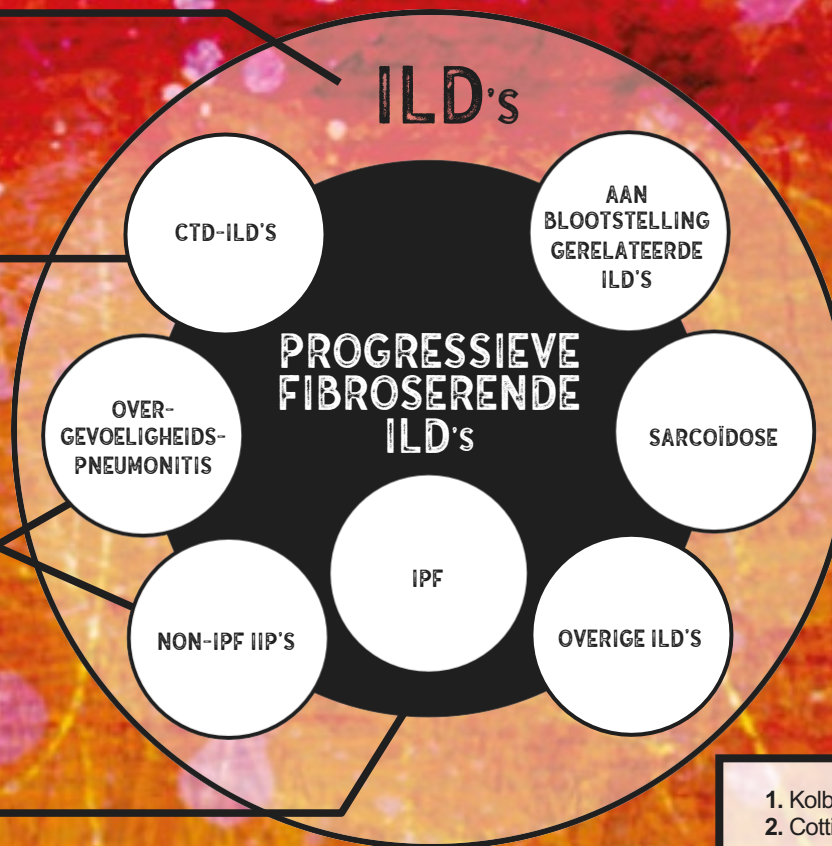 ILD's
CTD-ILD'S
AAN
BLOOTSTELLING
GERELATEERDE
ILD'S
PROGRESSIEVE
FIBROSERENDE
ILD's
OVER-
GEVOELIGHEIDS-
PNEUMONITIS
SARCOÏDOSE
IPF
NON-IPF IIP'S
OVERIGE ILD'S
1. Kolb
2. Cotti